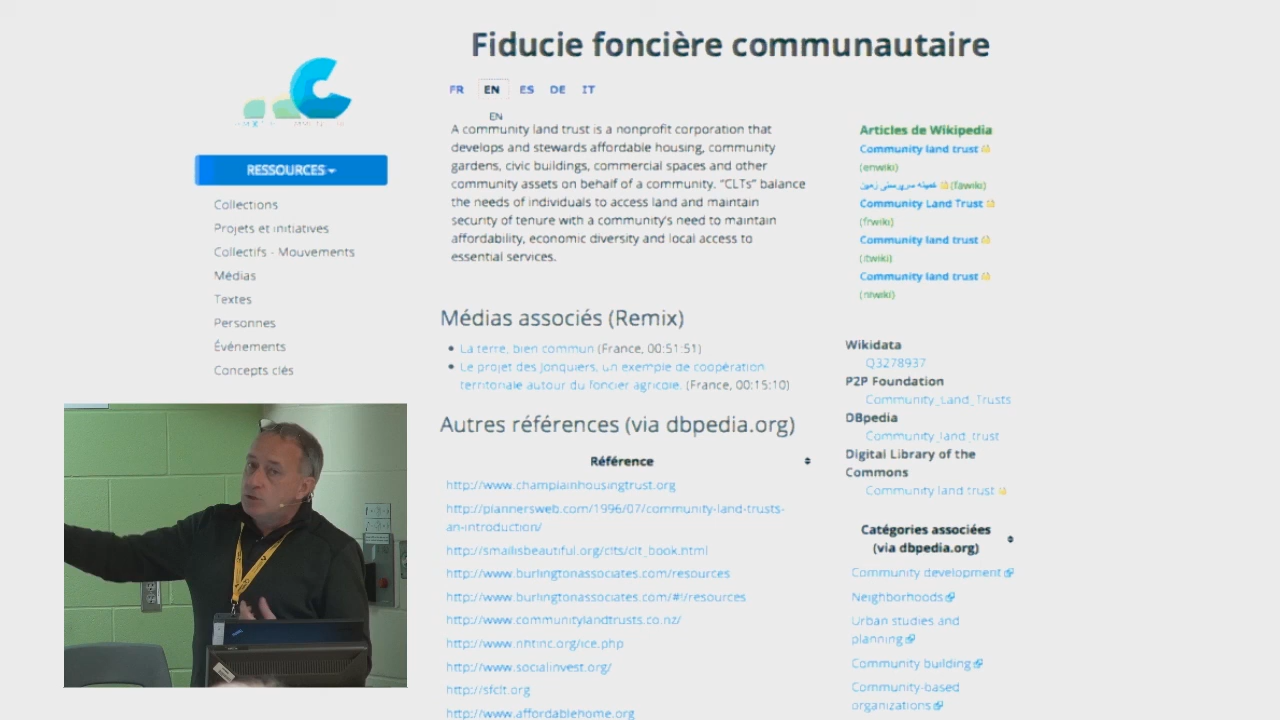 Fiducie foncière communautaire
FR EN ES DE IT
EN
A community land trust is a nonprofit corporation that
develops and stewards affordable housing, community
gardens, civic buildings, commercial spaces and other
community assets on behalf of a community. “CLTs” balance
the needs of individuals to access land and maintain
security of tenure with a community's need to maintain
affordability, economic diversity and local access to
essential services.
RESSOURCES
Collections
Projets et initiatives
Collectifs - Mouvements
Médias
Textes
Personnes
Événements
Concepts clés
Médias associés (Remix)
La terre, bien commun (France, 00:51:51)
Le projet des Jonquiers, un exemple de coopération
territoriale autour du foncier agricole. (France, 00:15:10)
Autres références (via dbpedia.org)
Référence
http://www.champlainhousingtrust.org
http://plannersweb.com/1996/07/community-land-trusts-
an-introduction/
http://smallisbeautiful.org/clts/clt_book.html
http://www.burlingtonassociates.com/resources
http://www.burlingtonassociates.com/#!/resources
http://www.communitylandtrusts.co.nz/
http://www.nhtinc.org/ice.php
http://www.socialinvest.org/
http://sfclt.org
http://www.affordablehome.org
Articles de Wikipedia
Community land trust
(enwiki)
(fawiki)
Community Land Trust
(frwiki)
Community land trust
(itwiki)
Community land trust
(nlwiki)
Wikidata
Q3278937
P2P Foundation
Community_Land_Trusts
DBpedia
Community_land_trust
Digital Library of the
Commons
Community land trust
Catégories associées
(via dbpedia.org)
Community development
Neighborhoods
Urban studies and
planning
Community building
Community-based
organizations